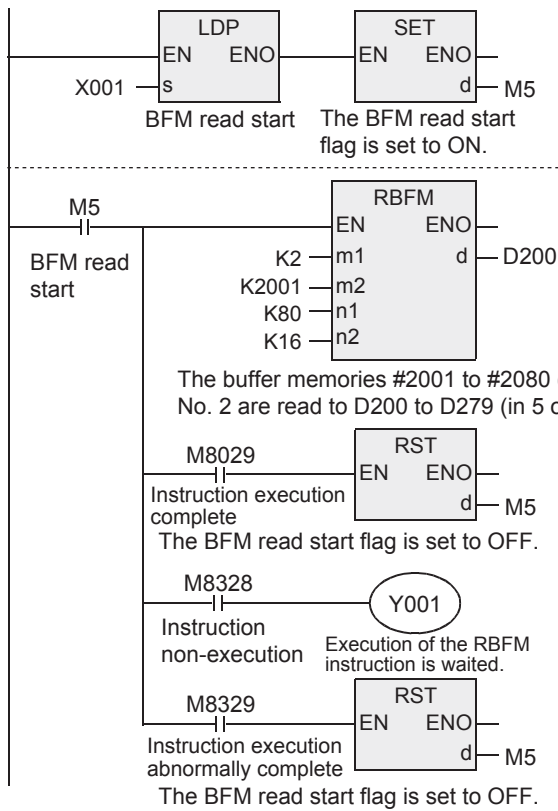 LDP
EN ENO
X001 s
BFM read start
SET
EN ENO
d M5
The BFM read start
flag is set to ON.
M5
BFM read
start
RBFM
EN ENO
K2 m1 d D200
K2001 m2
K80 n1
K16 n2
The buffer memories #2001 to #2080
No. 2 are read to D200 to D279 (in 5
M8029
Instruction execution
complete
RST
EN ENO
d M5
The BFM read start flag is set to OFF.
M8328
Instruction
non-execution
Y001
Execution of the RBFM
instruction is waited.
M8329
Instruction execution
abnormally complete
RST
EN ENO
d M5
The BFM read start flag is set to OFF.